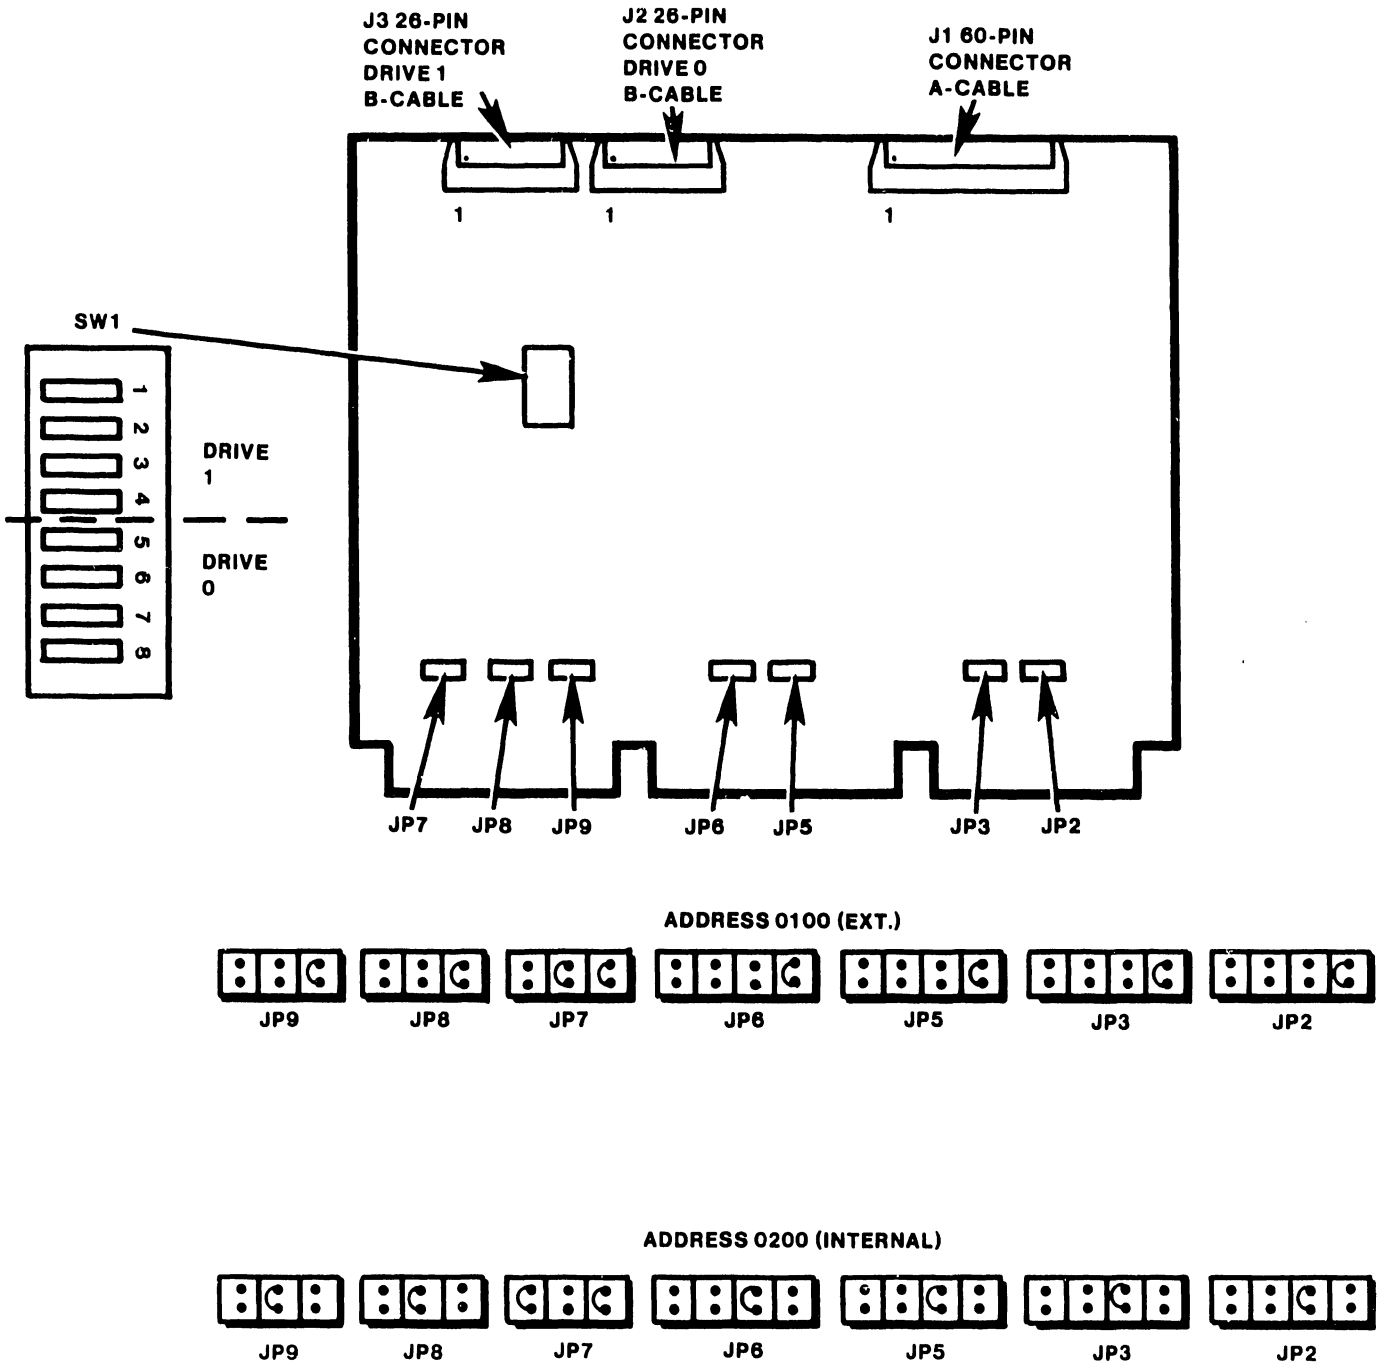 J3 26-PIN
CONNECTOR
DRIVE 1
B-CABLE
J2 26-PIN
CONNECTOR
DRIVE 0
B-CABLE
J1 60-PIN
CONNECTOR
A-CABLE
1
1
1
SW1
1
2
3
4
5
6
7
8
DRIVE
1
DRIVE
0
JP7 JP8 JP9 JP6 JP5 JP3 JP2
ADDRESS 0100 (EXT.)
JP9 JP8 JP7 JP6 JP5 JP3 JP2
ADDRESS 0200 (INTERNAL)
JP9 JP8 JP7 JP6 JP5 JP3 JP2